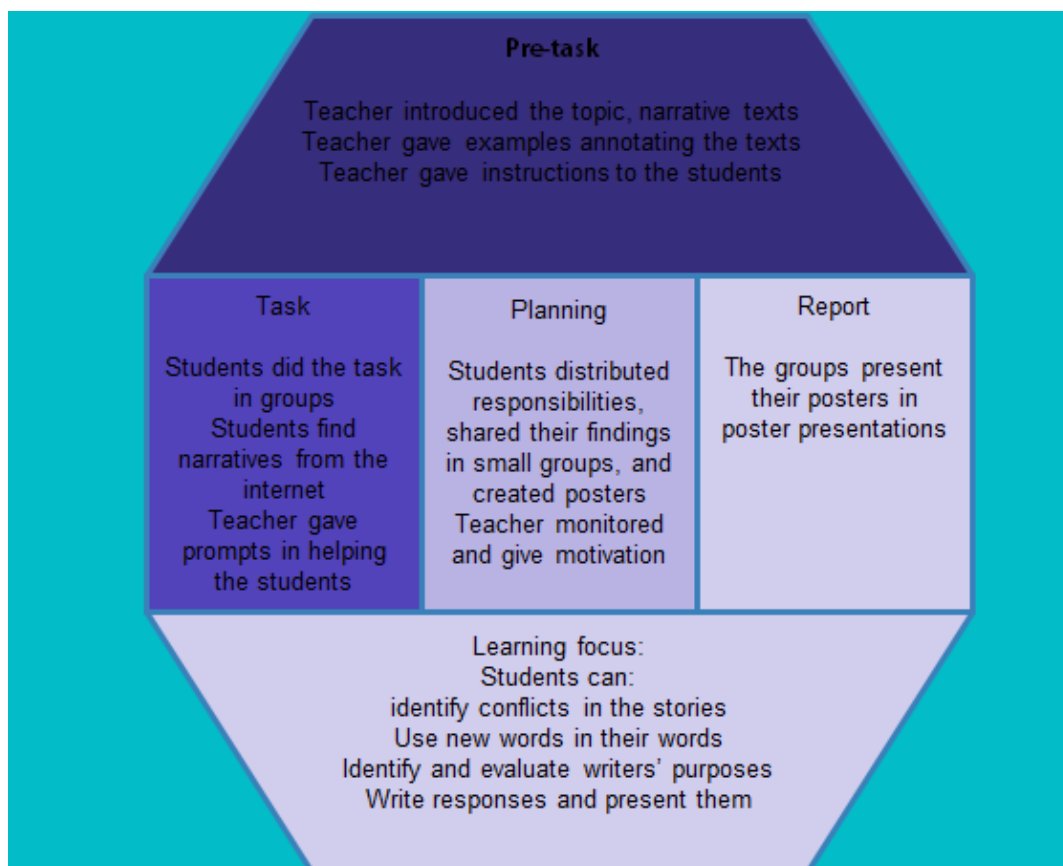 Pre-task
Teacher introduced the topic, narrative texts
Teacher gave examples annotating the texts
Teacher gave instructions to the students
Task
Students did the task
in groups
Students find
narratives from the
internet
Teacher gave
prompts in helping
the students
Planning
Students distributed
responsibilities,
shared their findings
in small groups, and
created posters
Teacher monitored
and give motivation
Report
The groups present
their posters in
poster presentations
Learning focus:
Students can:
identify conflicts in the stories
Use new words in their words
Identify and evaluate writers’ purposes
Write responses and present them